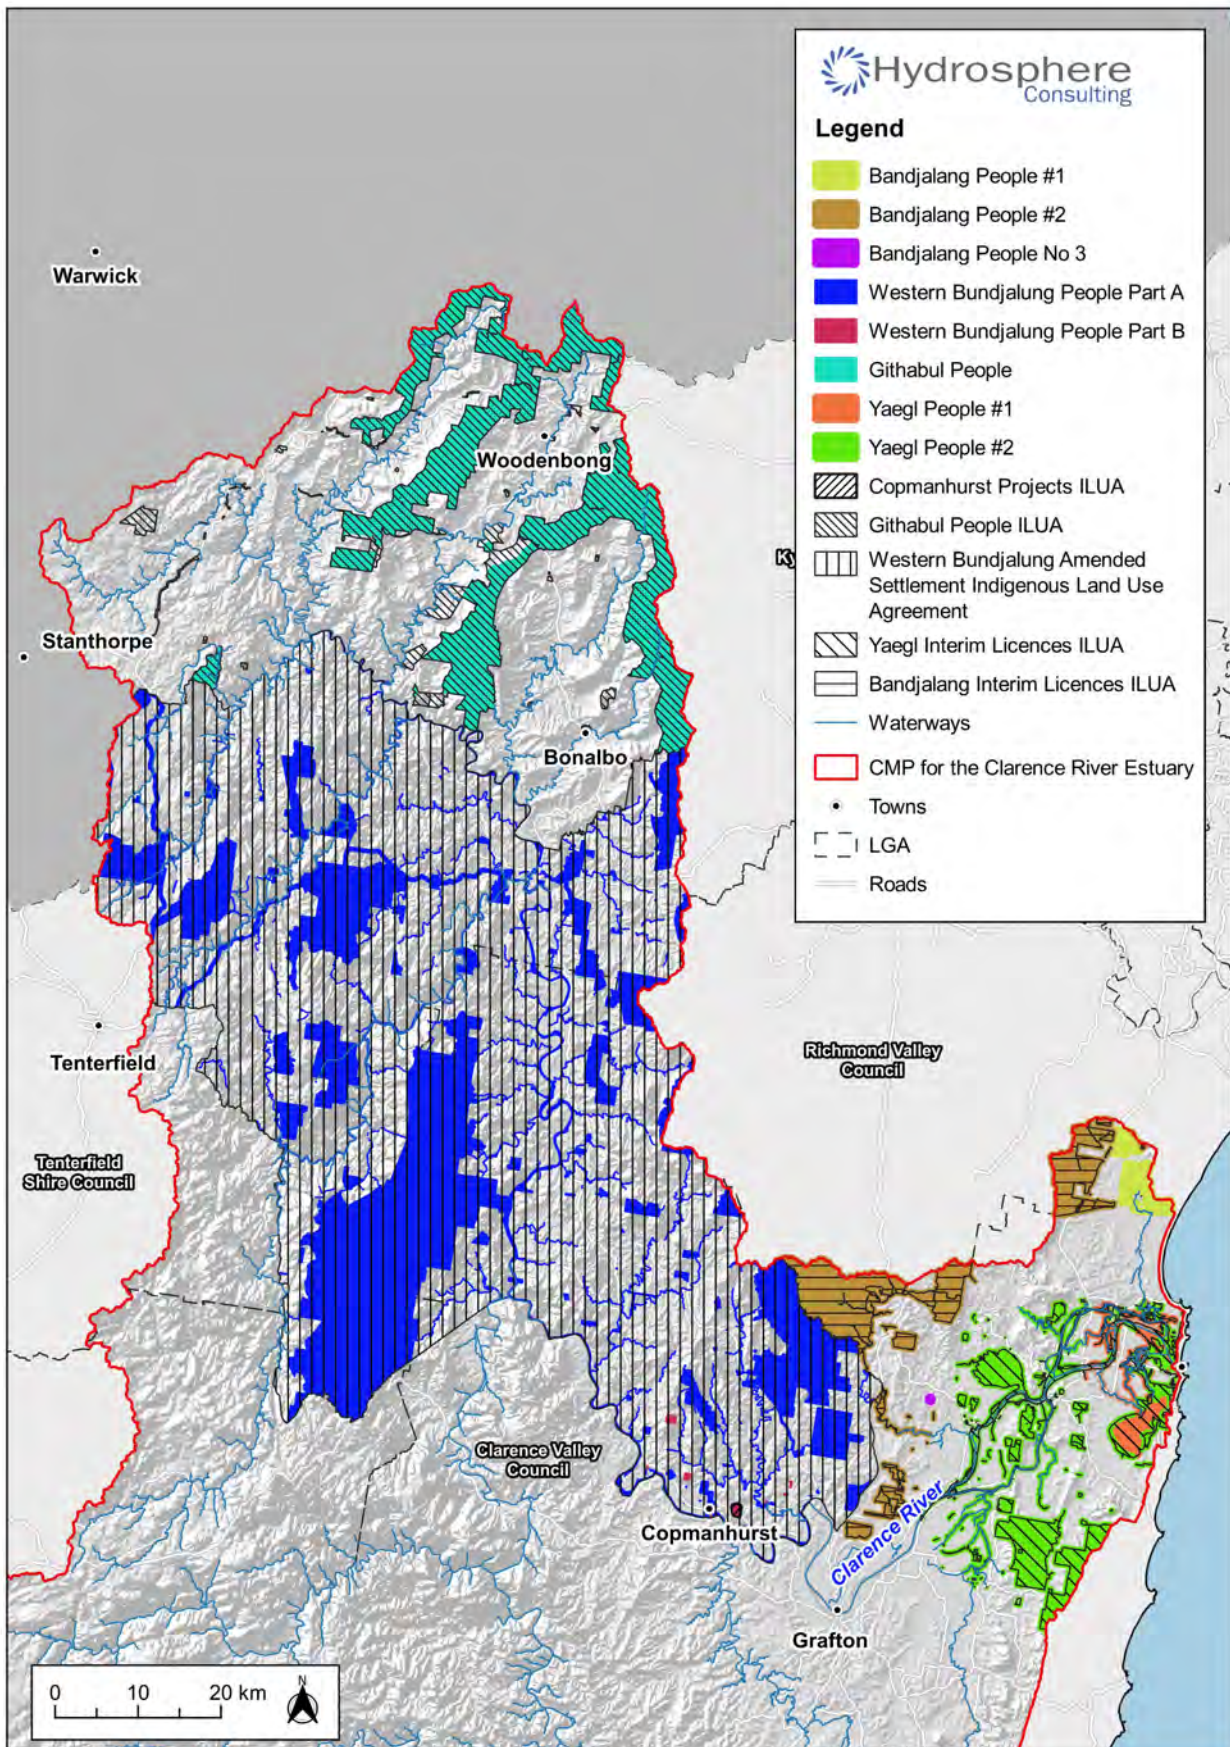 Hydrosphere
Consulting
Legend
Bandjalang People #1
Bandjalang People #2
Bandjalang People No 3
Western Bundjalung People Part A
Western Bundjalung People Part B
Githabul People
Yaegl People #1
Yaegl People #2
Copmanhurst Projects ILUA
Githabul People ILUA
Western Bundjalung Amended
Settlement Indigenous Land Use
Agreement
Yaegl Interim Licences ILUA
Bandjalang Interim Licences ILUA
Waterways
CMP for the Clarence River Estuary
Towns
LGA
Roads
Warwick
Woodenbong
Ky
Stanthorpe
Bonalbo
Tenterfield
Richmond Valley
Council
Tenterfield
Shire Council
Clarence Valley
Council
Copmanhurst
Clarence River
Grafton
0 10 20 km
N